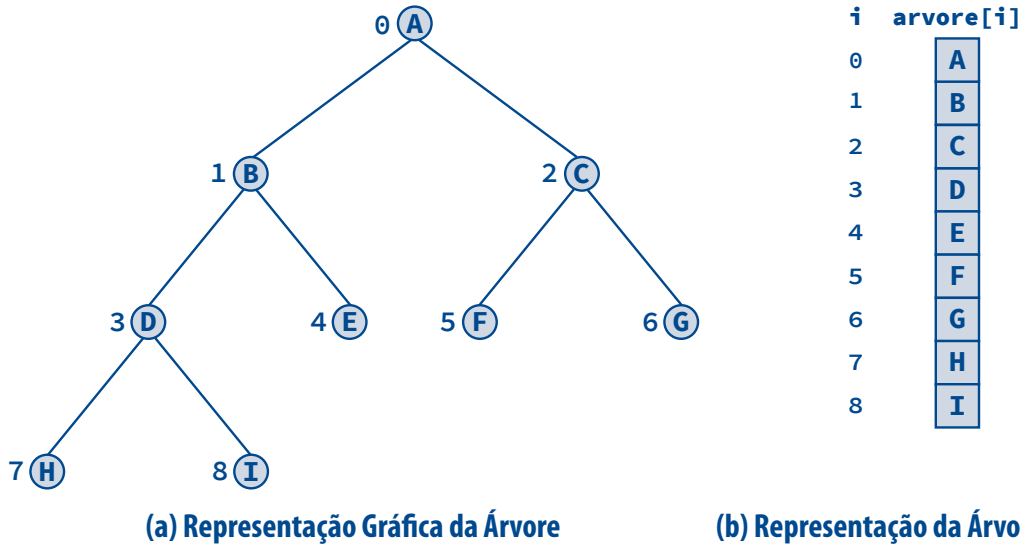 0 A
1 B
2 C
3 D
4 E
5 F
6 G
7 H
8 I
(a) Representação Gráfica da Árvore
i arvore[i]
0 A
1 B
2 C
3 D
4 E
5 F
6 G
7 H
8 I
(b) Representação da Árvo